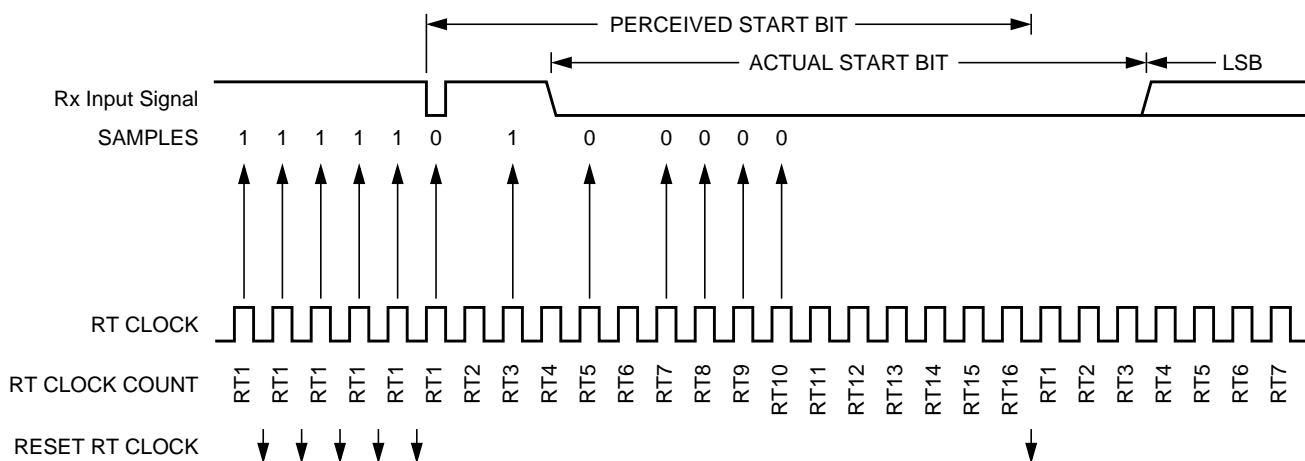 PERCEIVED START BIT
ACTUAL START BIT
LSB
Rx Input Signal
SAMPLES 1 1 1 1 1 0 1 0 0 0 0 0
RT CLOCK
RT CLOCK COUNT RT1 RT1 RT1 RT1 RT1 RT1 RT2 RT3 RT4 RT5 RT6 RT7 RT8 RT9 RT10 RT11 RT12 RT13 RT14 RT15 RT16 RT1 RT2 RT3 RT4 RT5 RT6 RT7
RESET RT CLOCK